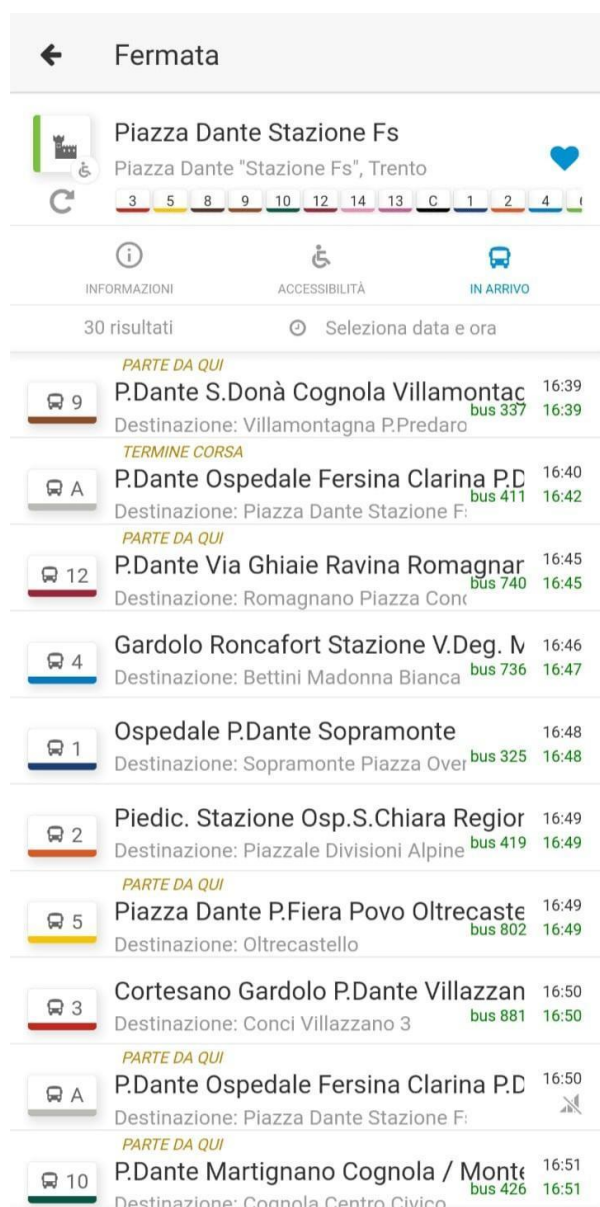 Fermata
Piazza Dante Stazione Fs
Piazza Dante "Stazione Fs", Trento
3 5 8 9 10 12 14 13 C 1 2 4
INFORMAZIONI ACCESSIBILITÀ IN ARRIVO
30 risultati Seleziona data e ora
PARTE DA QUI
9 P.Dante S.Donà Cognola Villamontag 16:39
Destinazione: Villamontagna P.Predaro bus 337 16:39
TERMINE CORSA
A P.Dante Ospedale Fersina Clarina P.D 16:40
Destinazione: Piazza Dante Stazione F bus 411 16:42
PARTE DA QUI
12 P.Dante Via Ghiaie Ravina Romagnar 16:45
Destinazione: Romagnano Piazza Conc bus 740 16:45
4 Gardolo Roncafort Stazione V.Deg. M 16:46
Destinazione: Bettini Madonna Bianca bus 736 16:47
1 Ospedale P.Dante Sopramonte 16:48
Destinazione: Sopramonte Piazza Over bus 325 16:48
2 Piedic. Stazione Osp.S.Chiara Region 16:49
Destinazione: Piazzale Divisioni Alpine bus 419 16:49
PARTE DA QUI
5 Piazza Dante P.Fiera Povo Oltrecaste 16:49
Destinazione: Oltrecastello bus 802 16:49
3 Cortesano Gardolo P.Dante Villazzan 16:50
Destinazione: Conci Villazzano 3 bus 881 16:50
PARTE DA QUI
A P.Dante Ospedale Fersina Clarina P.D 16:50
Destinazione: Piazza Dante Stazione F
PARTE DA QUI
10 P.Dante Martignano Cognola / Monte 16:51
Destinazione: Cognola Centro Civico bus 426 16:51